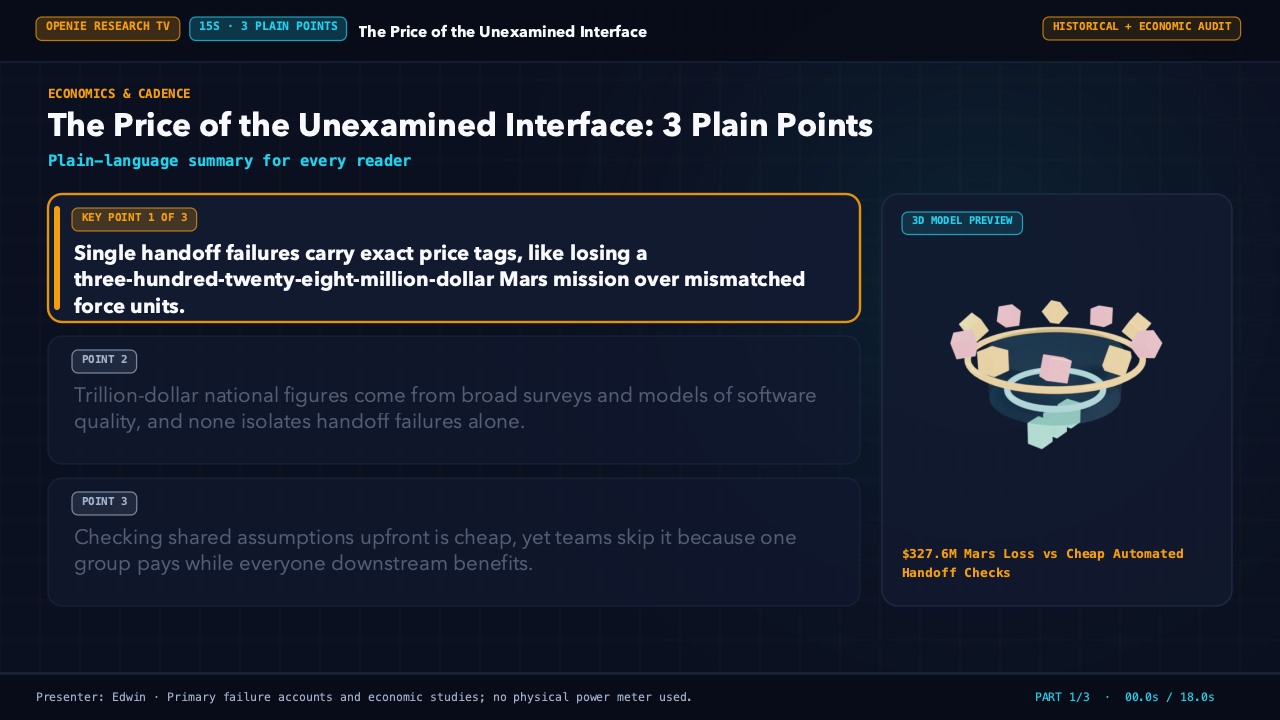 OPENIE RESEARCH TV
15S · 3 PLAIN POINTS
The Price of the Unexamined Interface
HISTORICAL + ECONOMIC AUDIT
ECONOMICS & CADENCE
The Price of the Unexamined Interface: 3 Plain Points
Plain–language summary for every reader
KEY POINT 1 OF 3
Single handoff failures carry exact price tags, like losing a
three-hundred-twenty-eight-million-dollar Mars mission over mismatched
force units.
POINT 2
Trillion-dollar national figures come from broad surveys and models of software
quality, and none isolates handoff failures alone.
POINT 3
Checking shared assumptions upfront is cheap, yet teams skip it because one
group pays while everyone downstream benefits.
3D MODEL PREVIEW
$327.6M Mars Loss vs Cheap Automated
Handoff Checks
Presenter: Edwin · Primary failure accounts and economic studies; no physical power meter used.
PART 1/3 · 00.0s / 18.0s